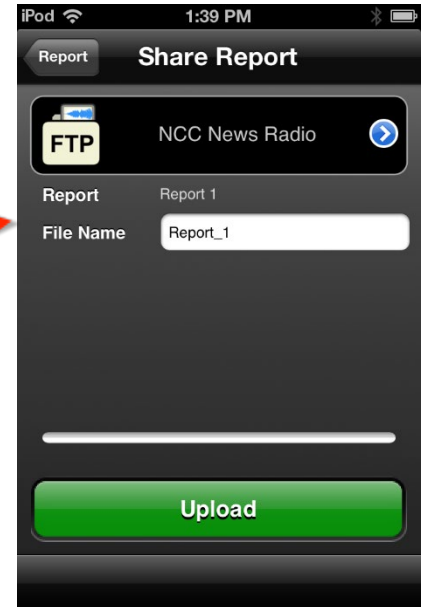 iPod 1:39 PM
Report Share Report
FTP NCC News Radio
Report Report 1
File Name Report_1
Upload